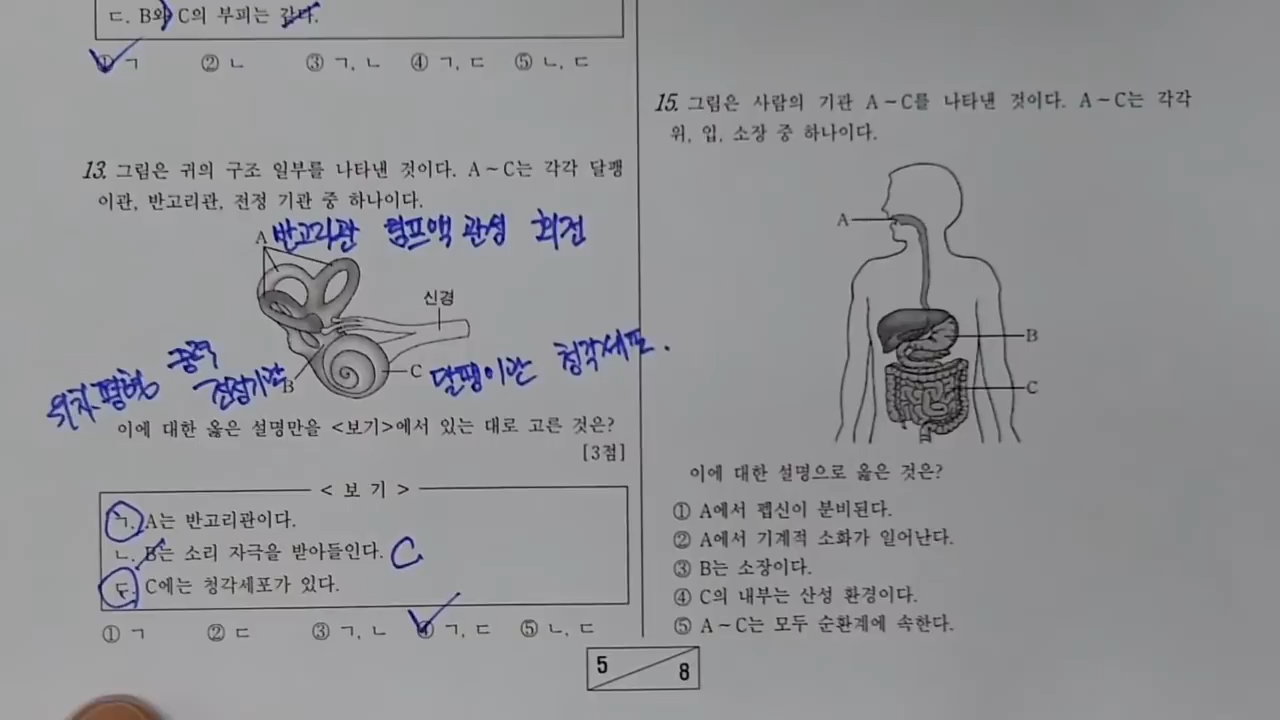 ㄷ. B와 C의 부피는 같다.
① ㄱ ② ㄴ ③ ㄱ, ㄴ ④ ㄱ, ㄷ ⑤ ㄴ, ㄷ
13. 그림은 귀의 구조 일부를 나타낸 것이다. A~C는 각각 달팽
이관, 반고리관, 전정 기관 중 하나이다.
A 반고리관 림프액 관성 회전
신경
중력
위치, 평형 전정기관 B
C 달팽이관 청각세포.
이에 대한 옳은 설명만을 <보기>에서 있는 대로 고른 것은?
[3점]
<보 기>
ㄱ. A는 반고리관이다.
ㄴ. B는 소리 자극을 받아들인다. C
ㄷ. C에는 청각세포가 있다.
① ㄱ ② ㄷ ③ ㄱ, ㄴ ④ ㄱ, ㄷ ⑤ ㄴ, ㄷ
15. 그림은 사람의 기관 A~C를 나타낸 것이다. A~C는 각각
위, 입, 소장 중 하나이다.
A
B
C
이에 대한 설명으로 옳은 것은?
① A에서 펩신이 분비된다.
② A에서 기계적 소화가 일어난다.
③ B는 소장이다.
④ C의 내부는 산성 환경이다.
⑤ A~C는 모두 순환계에 속한다.
5
8